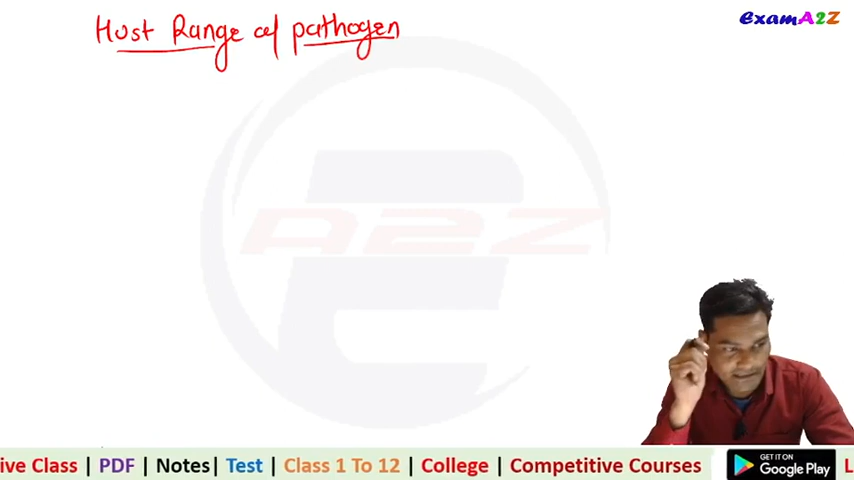 Host Range of pathogen
ExamA2Z
A2Z
ive Class | PDF | Notes| Test | Class 1 To 12 | College | Competitive Courses
GET IT ON
Google Play
L